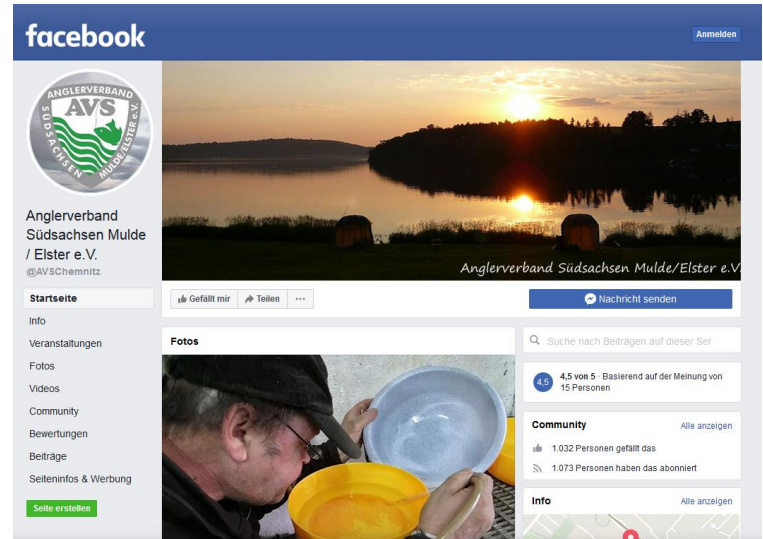 facebook
Anmelden
ANGLERVERBAND
AVS
SÜDSACHSEN
MULDE/ELSTER e.V.
Anglerverband
Südsachsen Mulde
/ Elster e.V.
@AVSChemnitz
Anglerverband Südsachsen Mulde/Elster e.V.
Startseite
Info
Veranstaltungen
Fotos
Videos
Community
Bewertungen
Beiträge
Seiteninfos & Werbung
Seite erstellen
Gefällt mir
Teilen
...
Nachricht senden
Fotos
Suche nach Beiträgen auf dieser Sei
4,5
4,5 von 5 · Basierend auf der Meinung von
15 Personen
Community
Alle anzeigen
1.032 Personen gefällt das
1.073 Personen haben das abonniert
Info
Alle anzeigen